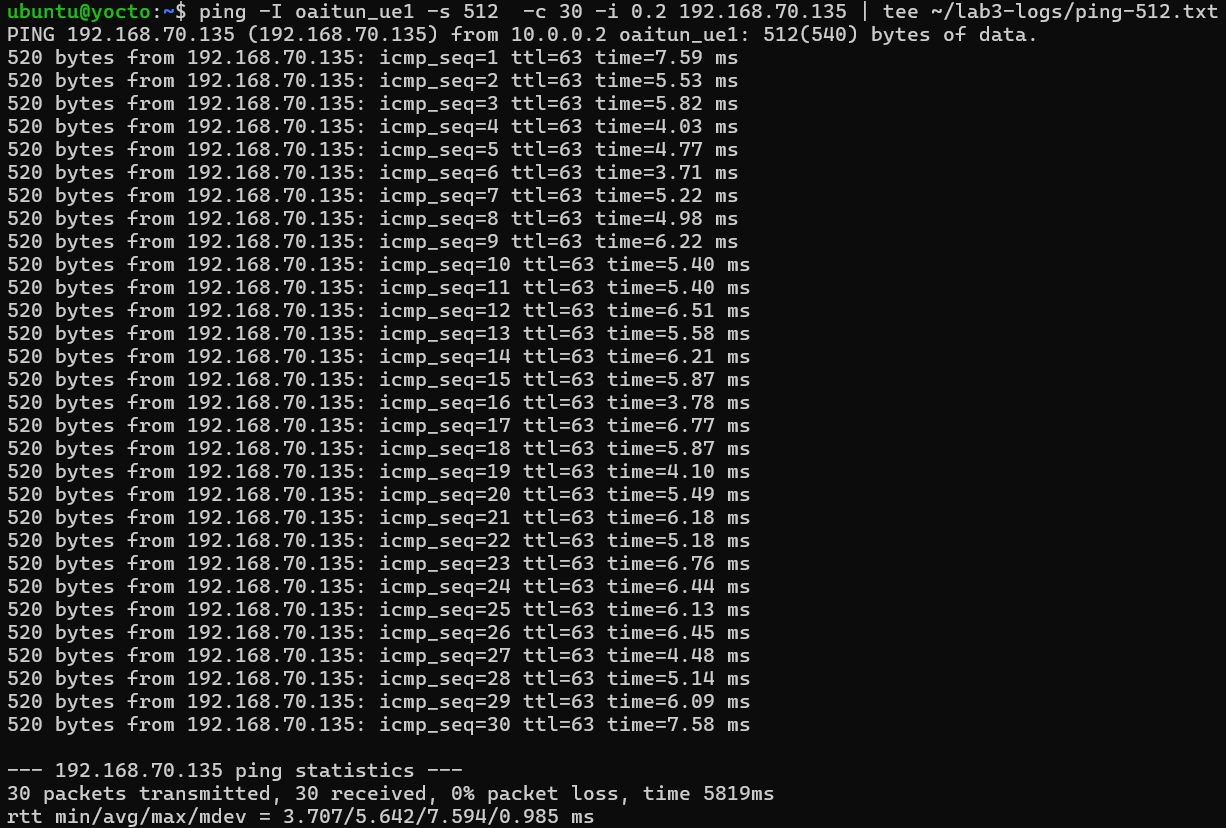 ubuntu@yocto:~$ ping -I oaitun_ue1 -s 512  -c 30 -i 0.2 192.168.70.135 | tee ~/lab3-logs/ping-512.txt
PING 192.168.70.135 (192.168.70.135) from 10.0.0.2 oaitun_ue1: 512(540) bytes of data.
520 bytes from 192.168.70.135: icmp_seq=1 ttl=63 time=7.59 ms
520 bytes from 192.168.70.135: icmp_seq=2 ttl=63 time=5.53 ms
520 bytes from 192.168.70.135: icmp_seq=3 ttl=63 time=5.82 ms
520 bytes from 192.168.70.135: icmp_seq=4 ttl=63 time=4.03 ms
520 bytes from 192.168.70.135: icmp_seq=5 ttl=63 time=4.77 ms
520 bytes from 192.168.70.135: icmp_seq=6 ttl=63 time=3.71 ms
520 bytes from 192.168.70.135: icmp_seq=7 ttl=63 time=5.22 ms
520 bytes from 192.168.70.135: icmp_seq=8 ttl=63 time=4.98 ms
520 bytes from 192.168.70.135: icmp_seq=9 ttl=63 time=6.22 ms
520 bytes from 192.168.70.135: icmp_seq=10 ttl=63 time=5.40 ms
520 bytes from 192.168.70.135: icmp_seq=11 ttl=63 time=5.40 ms
520 bytes from 192.168.70.135: icmp_seq=12 ttl=63 time=6.51 ms
520 bytes from 192.168.70.135: icmp_seq=13 ttl=63 time=5.58 ms
520 bytes from 192.168.70.135: icmp_seq=14 ttl=63 time=6.21 ms
520 bytes from 192.168.70.135: icmp_seq=15 ttl=63 time=5.87 ms
520 bytes from 192.168.70.135: icmp_seq=16 ttl=63 time=3.78 ms
520 bytes from 192.168.70.135: icmp_seq=17 ttl=63 time=6.77 ms
520 bytes from 192.168.70.135: icmp_seq=18 ttl=63 time=5.87 ms
520 bytes from 192.168.70.135: icmp_seq=19 ttl=63 time=4.10 ms
520 bytes from 192.168.70.135: icmp_seq=20 ttl=63 time=5.49 ms
520 bytes from 192.168.70.135: icmp_seq=21 ttl=63 time=6.18 ms
520 bytes from 192.168.70.135: icmp_seq=22 ttl=63 time=5.18 ms
520 bytes from 192.168.70.135: icmp_seq=23 ttl=63 time=6.76 ms
520 bytes from 192.168.70.135: icmp_seq=24 ttl=63 time=6.44 ms
520 bytes from 192.168.70.135: icmp_seq=25 ttl=63 time=6.13 ms
520 bytes from 192.168.70.135: icmp_seq=26 ttl=63 time=6.45 ms
520 bytes from 192.168.70.135: icmp_seq=27 ttl=63 time=4.48 ms
520 bytes from 192.168.70.135: icmp_seq=28 ttl=63 time=5.14 ms
520 bytes from 192.168.70.135: icmp_seq=29 ttl=63 time=6.09 ms
520 bytes from 192.168.70.135: icmp_seq=30 ttl=63 time=7.58 ms

--- 192.168.70.135 ping statistics ---
30 packets transmitted, 30 received, 0% packet loss, time 5819ms
rtt min/avg/max/mdev = 3.707/5.642/7.594/0.985 ms